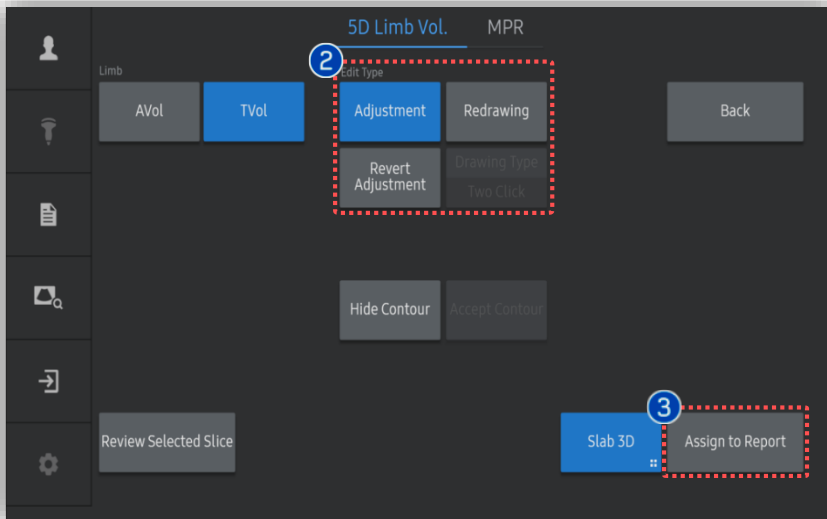 5D Limb Vol. MPR
2
Limb Edit Type
AVol TVol Adjustment Redrawing Back
Revert
Adjustment
Drawing Type
Two Click
Hide Contour Accept Contour
3
Review Selected Slice Slab 3D Assign to Report